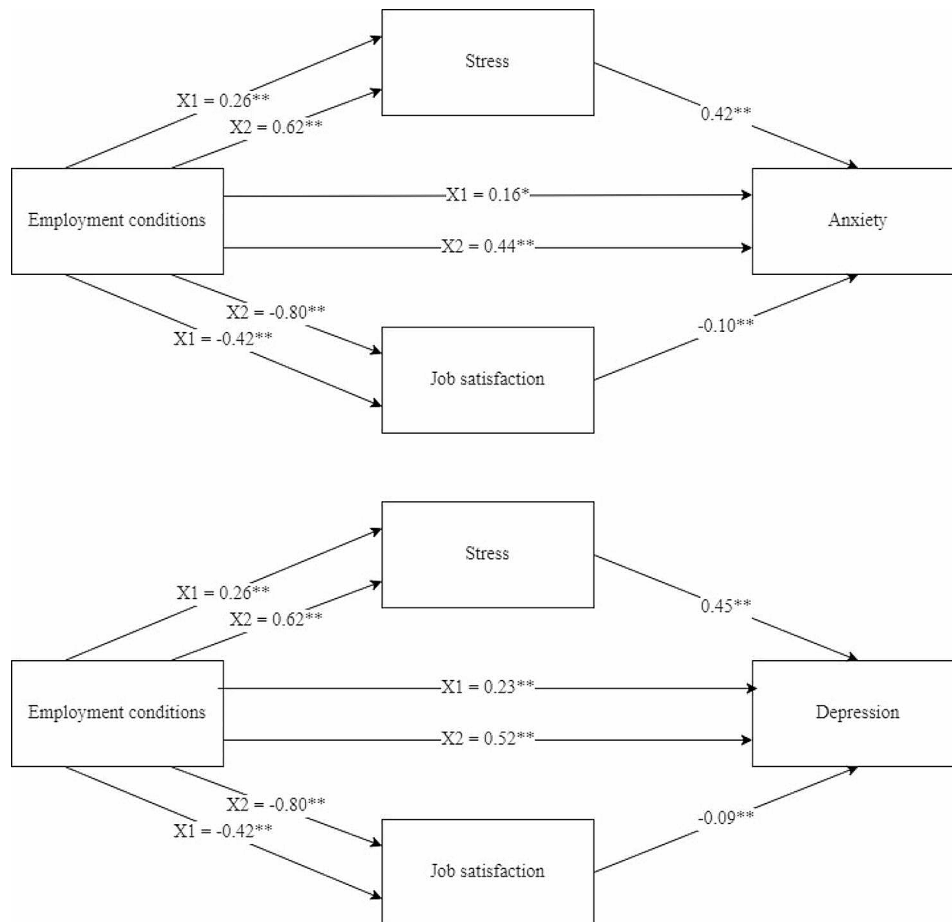 Stress
X1 = 0.26**
0.42**
X2 = 0.62**
X1 = 0.16*
Employment conditions
Anxiety
X2 = 0.44**
X2 = -0.80**
-0.10**
X1 = -0.42**
Job satisfaction
Stress
X1 = 0.26**
0.45**
X2 = 0.62**
X1 = 0.23**
Employment conditions
Depression
X2 = 0.52**
X2 = -0.80**
-0.09**
X1 = -0.42**
Job satisfaction